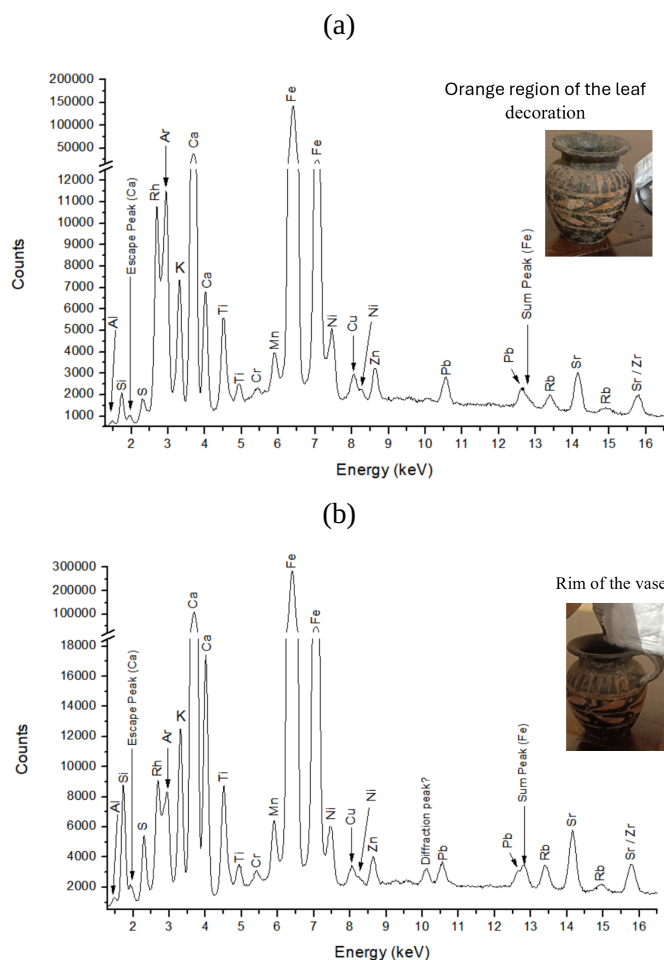 (a)
Orange region of the leaf
decoration
200000
150000
100000
50000
12000
11000
10000
9000
8000
7000
6000
5000
4000
3000
2000
1000
Counts
Al
Si
Escape Peak (Ca)
S
Rh
Ar
K
Ca
Ca
Ti
Ti
Cr
Mn
Fe
Fe
Ni
Cu
Ni
Zn
Pb
Pb
Sum Peak (Fe)
Rb
Sr
Rb
Sr / Zr
2 3 4 5 6 7 8 9 10 11 12 13 14 15 16
Energy (keV)
(b)
Rim of the vase
300000
200000
100000
18000
16000
14000
12000
10000
8000
6000
4000
2000
Counts
Al
Si
Escape Peak (Ca)
S
Rh
Ar
K
Ca
Ca
Ti
Ti
Cr
Mn
Fe
Fe
Ni
Cu
Ni
Zn
Diffraction peak?
Pb
Pb
Sum Peak (Fe)
Rb
Sr
Rb
Sr / Zr
2 3 4 5 6 7 8 9 10 11 12 13 14 15 16
Energy (keV)